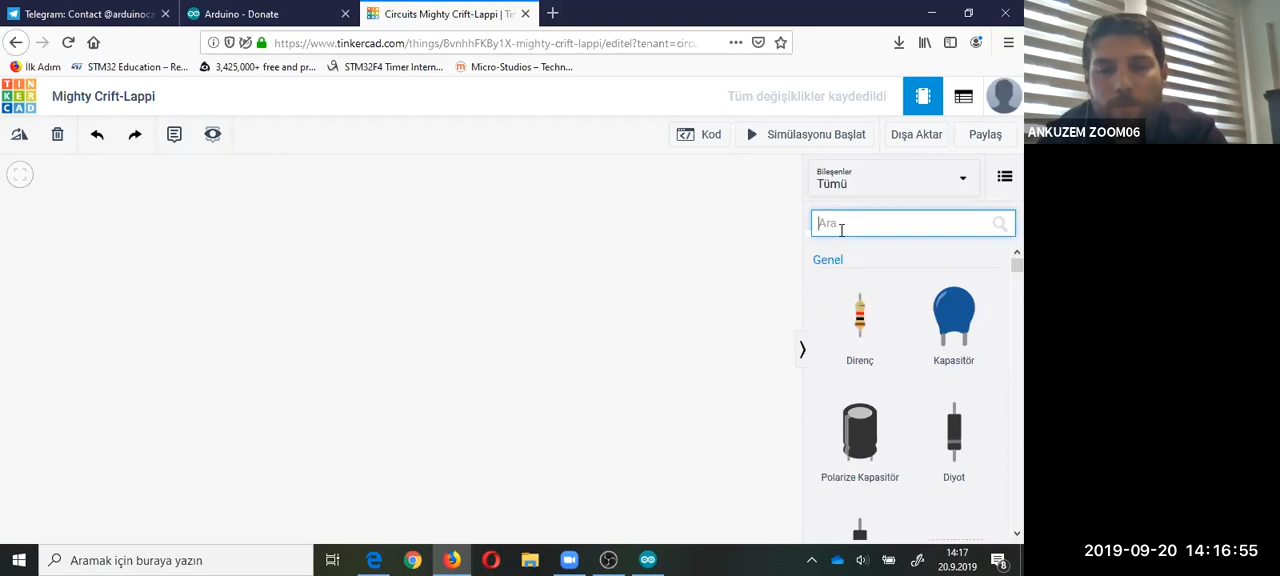 Telegram: Contact @arduinoca
Arduino - Donate
Circuits Mighty Crift-Lappi | Ti
https://www.tinkercad.com/things/8vnhhFKBy1X-mighty-crift-lappi/editel?tenant=circ
İlk Adım
STM32 Education – Re...
3,425,000+ free and pr...
STM32F4 Timer Intern...
Micro-Studios – Techn...
TIN
KER
CAD
Mighty Crift-Lappi
Tüm değişiklikler kaydedildi
Kod
Simülasyonu Başlat
Dışa Aktar
Paylaş
Bileşenler
Tümü
Ara
Genel
Direnç
Kapasitör
Polarize Kapasitör
Diyot
Aramak için buraya yazın
14:17
20.9.2019
8
ANKUZEM ZOOM06
2019-09-20 14:16:55